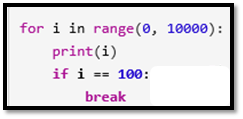 for i in range(0, 10000):
    print(i)
    if i == 100:
        break